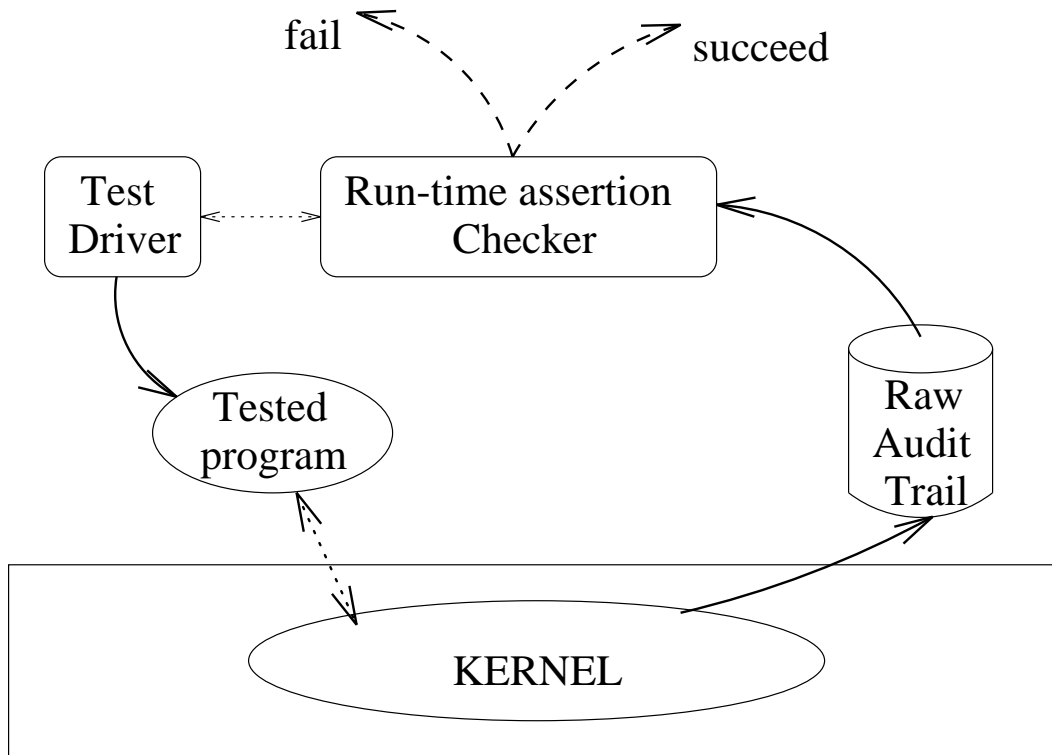 fail
succeed
Test
Driver
Run-time assertion
Checker
Tested
program
Raw
Audit
Trail
KERNEL